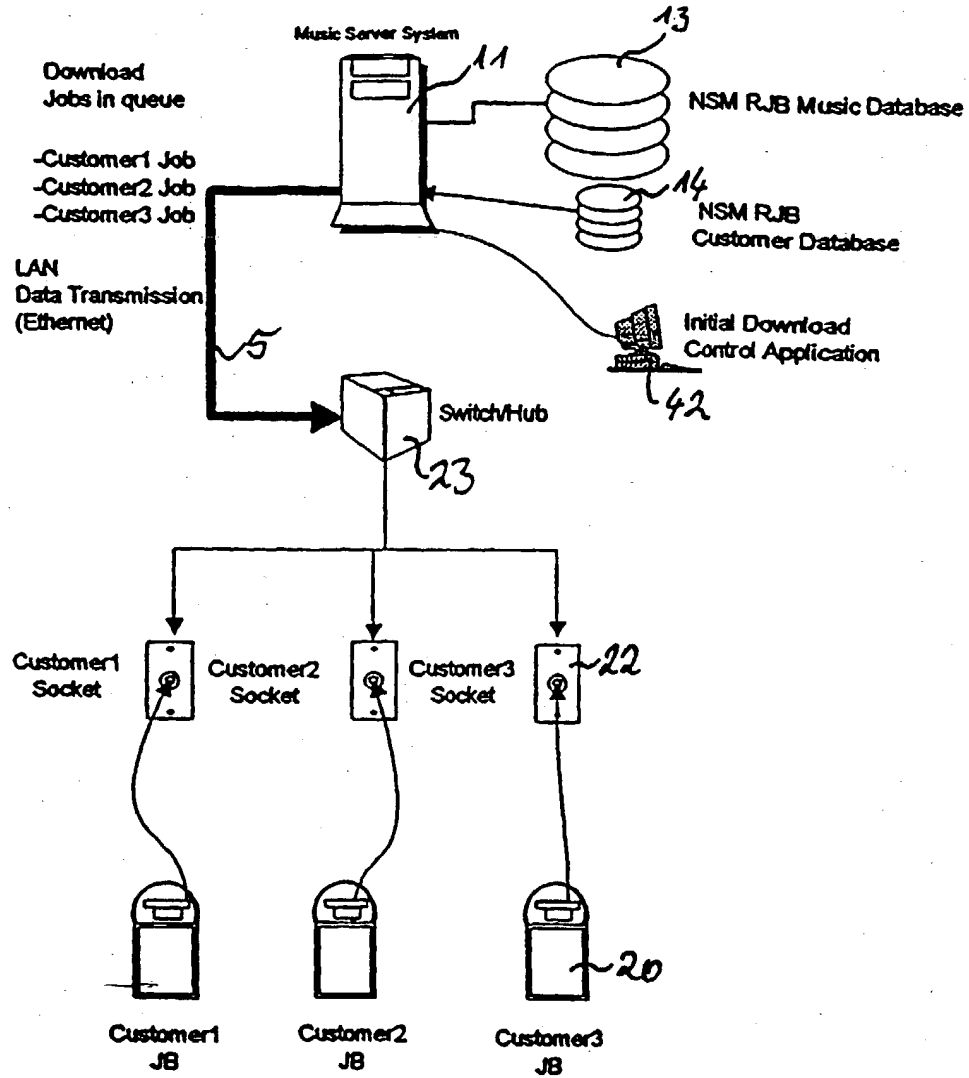 Music Server System
11
13
NSM RJB Music Database
Download
Jobs in queue
-Customer1 Job
-Customer2 Job
-Customer3 Job
14
NSM RJB
Customer Database
LAN
Data Transmission
(Ethernet)
5
Initial Download
Control Application
42
Switch/Hub
23
Customer1
Socket
Customer2
Socket
Customer3
Socket
22
20
Customer1
JB
Customer2
JB
Customer3
JB